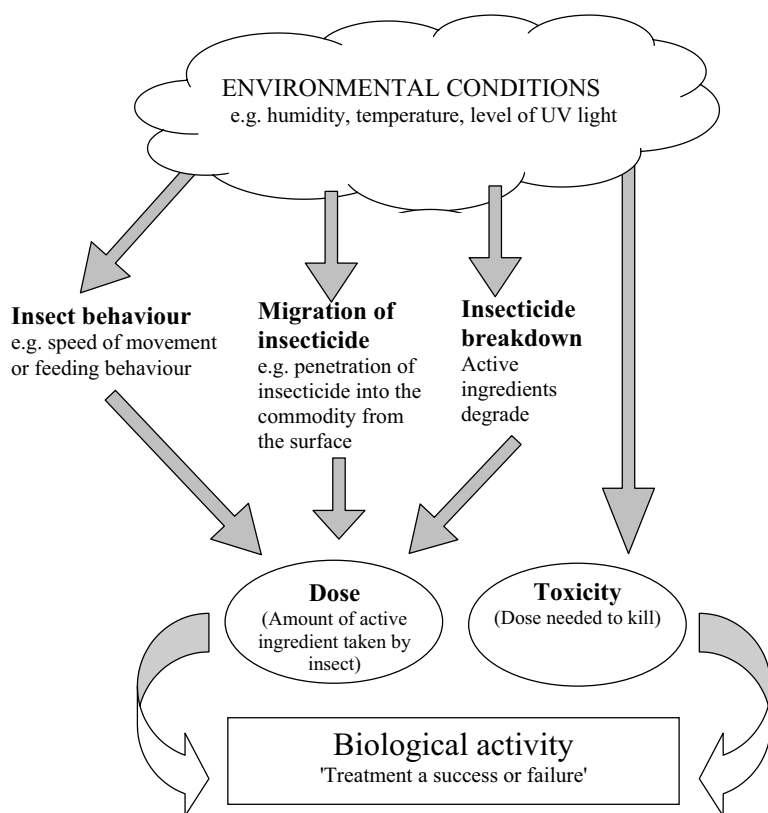 ENVIRONMENTAL CONDITIONS
e.g. humidity, temperature, level of UV light
Insect behaviour
e.g. speed of movement
or feeding behaviour
Migration of
insecticide
e.g. penetration of
insecticide into the
commodity from
the surface
Insecticide
breakdown
Active
ingredients
degrade
Dose
(Amount of active
ingredient taken by
insect)
Toxicity
(Dose needed to kill)
Biological activity
'Treatment a success or failure'